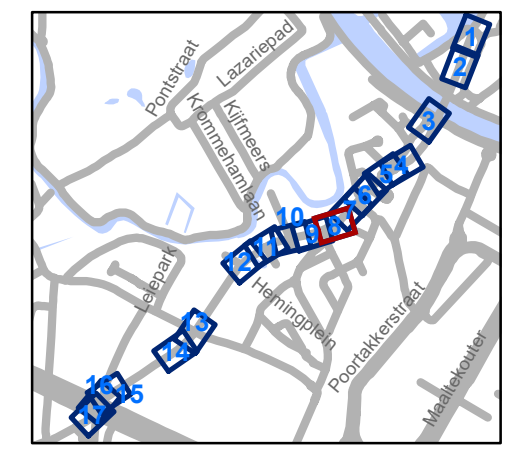 1
2
3
4
5
6
7
8
9
10
11
12
13
14
15
16
17
Pontstraat
Lazariepad
Kijfmeers
Krommehamlaan
Leiepark
Hemingplein
Poortakkerstraat
Maaltekouter